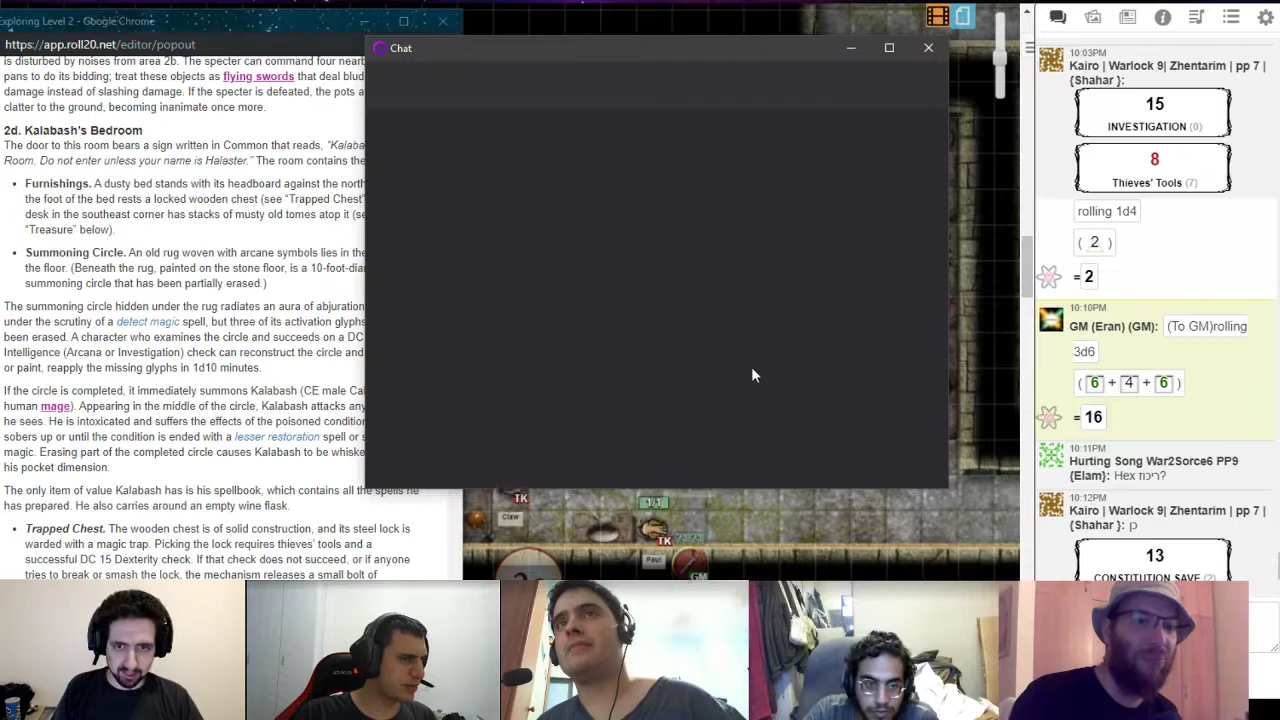 Exploring Level 2 - Google Chrome
https://app.roll20.net/editor/popout
is disturbed by noises from area 2b. The specter can command four nearb
pans to do its bidding; treat these objects as flying swords that deal blud
damage instead of slashing damage. If the specter is defeated, the pots a
clatter to the ground, becoming inanimate once more.
2d. Kalabash's Bedroom
The door to this room bears a sign written in Common that reads, "Kalaba
Room. Do not enter unless your name is Halaster." The room contains the
• Furnishings. A dusty bed stands with its headboard against the north
the foot of the bed rests a locked wooden chest (see "Trapped Chest"
desk in the southeast corner has stacks of musty old tomes atop it (se
"Treasure" below).
• Summoning Circle. An old rug woven with arcane symbols lies in the
the floor. (Beneath the rug, painted on the stone floor, is a 10-foot-dia
summoning circle that has been partially erased.)
The summoning circle hidden under the rug radiates an aura of abjuration
under the scrutiny of a detect magic spell, but three of its activation glyphs
been erased. A character who examines the circle and succeeds on a DC
Intelligence (Arcana or Investigation) check can reconstruct the circle and
or paint, reapply the missing glyphs in 1d10 minutes.
If the circle is completed, it immediately summons Kalabash (CE male Cal
human mage). Appearing in the middle of the circle, Kalabash attacks any
he sees. He is intoxicated and suffers the effects of the poisoned condition
sobers up or until the condition is ended with a lesser restoration spell or s
magic. Erasing part of the completed circle causes Kalabash to be whiske
his pocket dimension.
The only item of value Kalabash has is his spellbook, which contains all the spells he
has prepared. He also carries around an empty wine flask.
• Trapped Chest. The wooden chest is of solid construction, and its steel lock is
warded with a magic trap. Picking the lock requires thieves' tools and a
successful DC 15 Dexterity check. If that check does not succeed, or if anyone
tries to break or smash the lock, the mechanism releases a small bolt of
Chat
TK
Claw
1/1
TK
Paul
GM
10:03PM
Kairo | Warlock 9| Zhentarim | pp 7 |
{Shahar }:
15
INVESTIGATION (0)
8
Thieves' Tools (7)
rolling 1d4
( 2 )
=2
10:10PM
GM (Eran) (GM): (To GM)rolling
3d6
( 6 + 4 + 6 )
=16
10:11PM
Hurting Song War2Sorce6 PP9
{Elam}: Hex ריכוז?
10:12PM
Kairo | Warlock 9| Zhentarim | pp 7 |
{Shahar }: כן
13
CONSTITUTION SAVE (2)